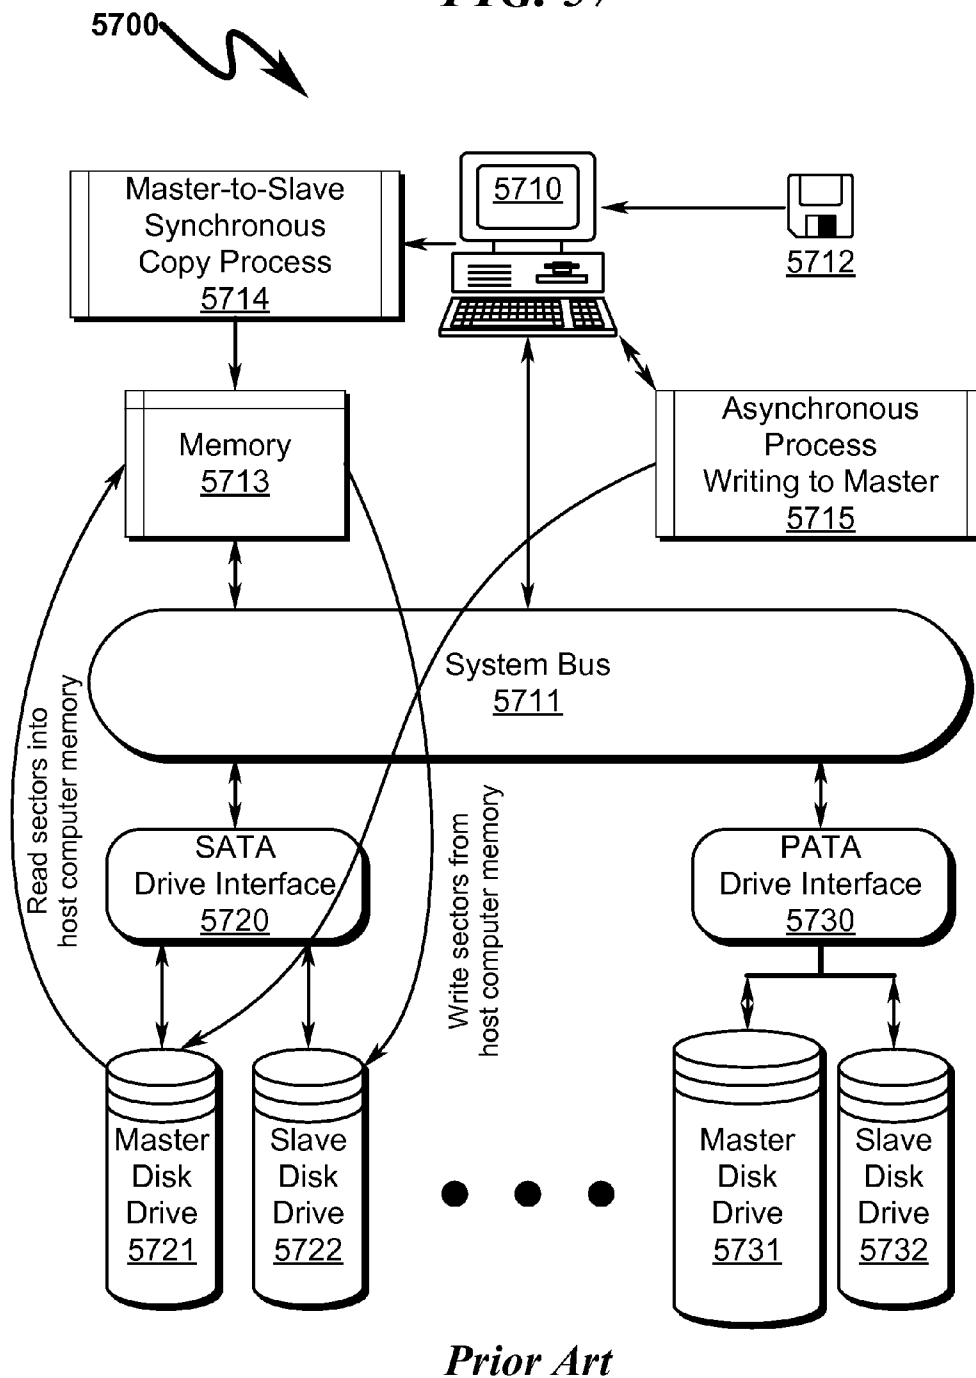 FIG. 57
5700
Master-to-Slave
Synchronous
Copy Process
5714
5710
5712
Memory
5713
Asynchronous
Process
Writing to Master
5715
System Bus
5711
Read sectors into
host computer memory
Write sectors from
host computer memory
SATA
Drive Interface
5720
PATA
Drive Interface
5730
Master
Disk
Drive
5721
Slave
Disk
Drive
5722
Master
Disk
Drive
5731
Slave
Disk
Drive
5732
Prior Art